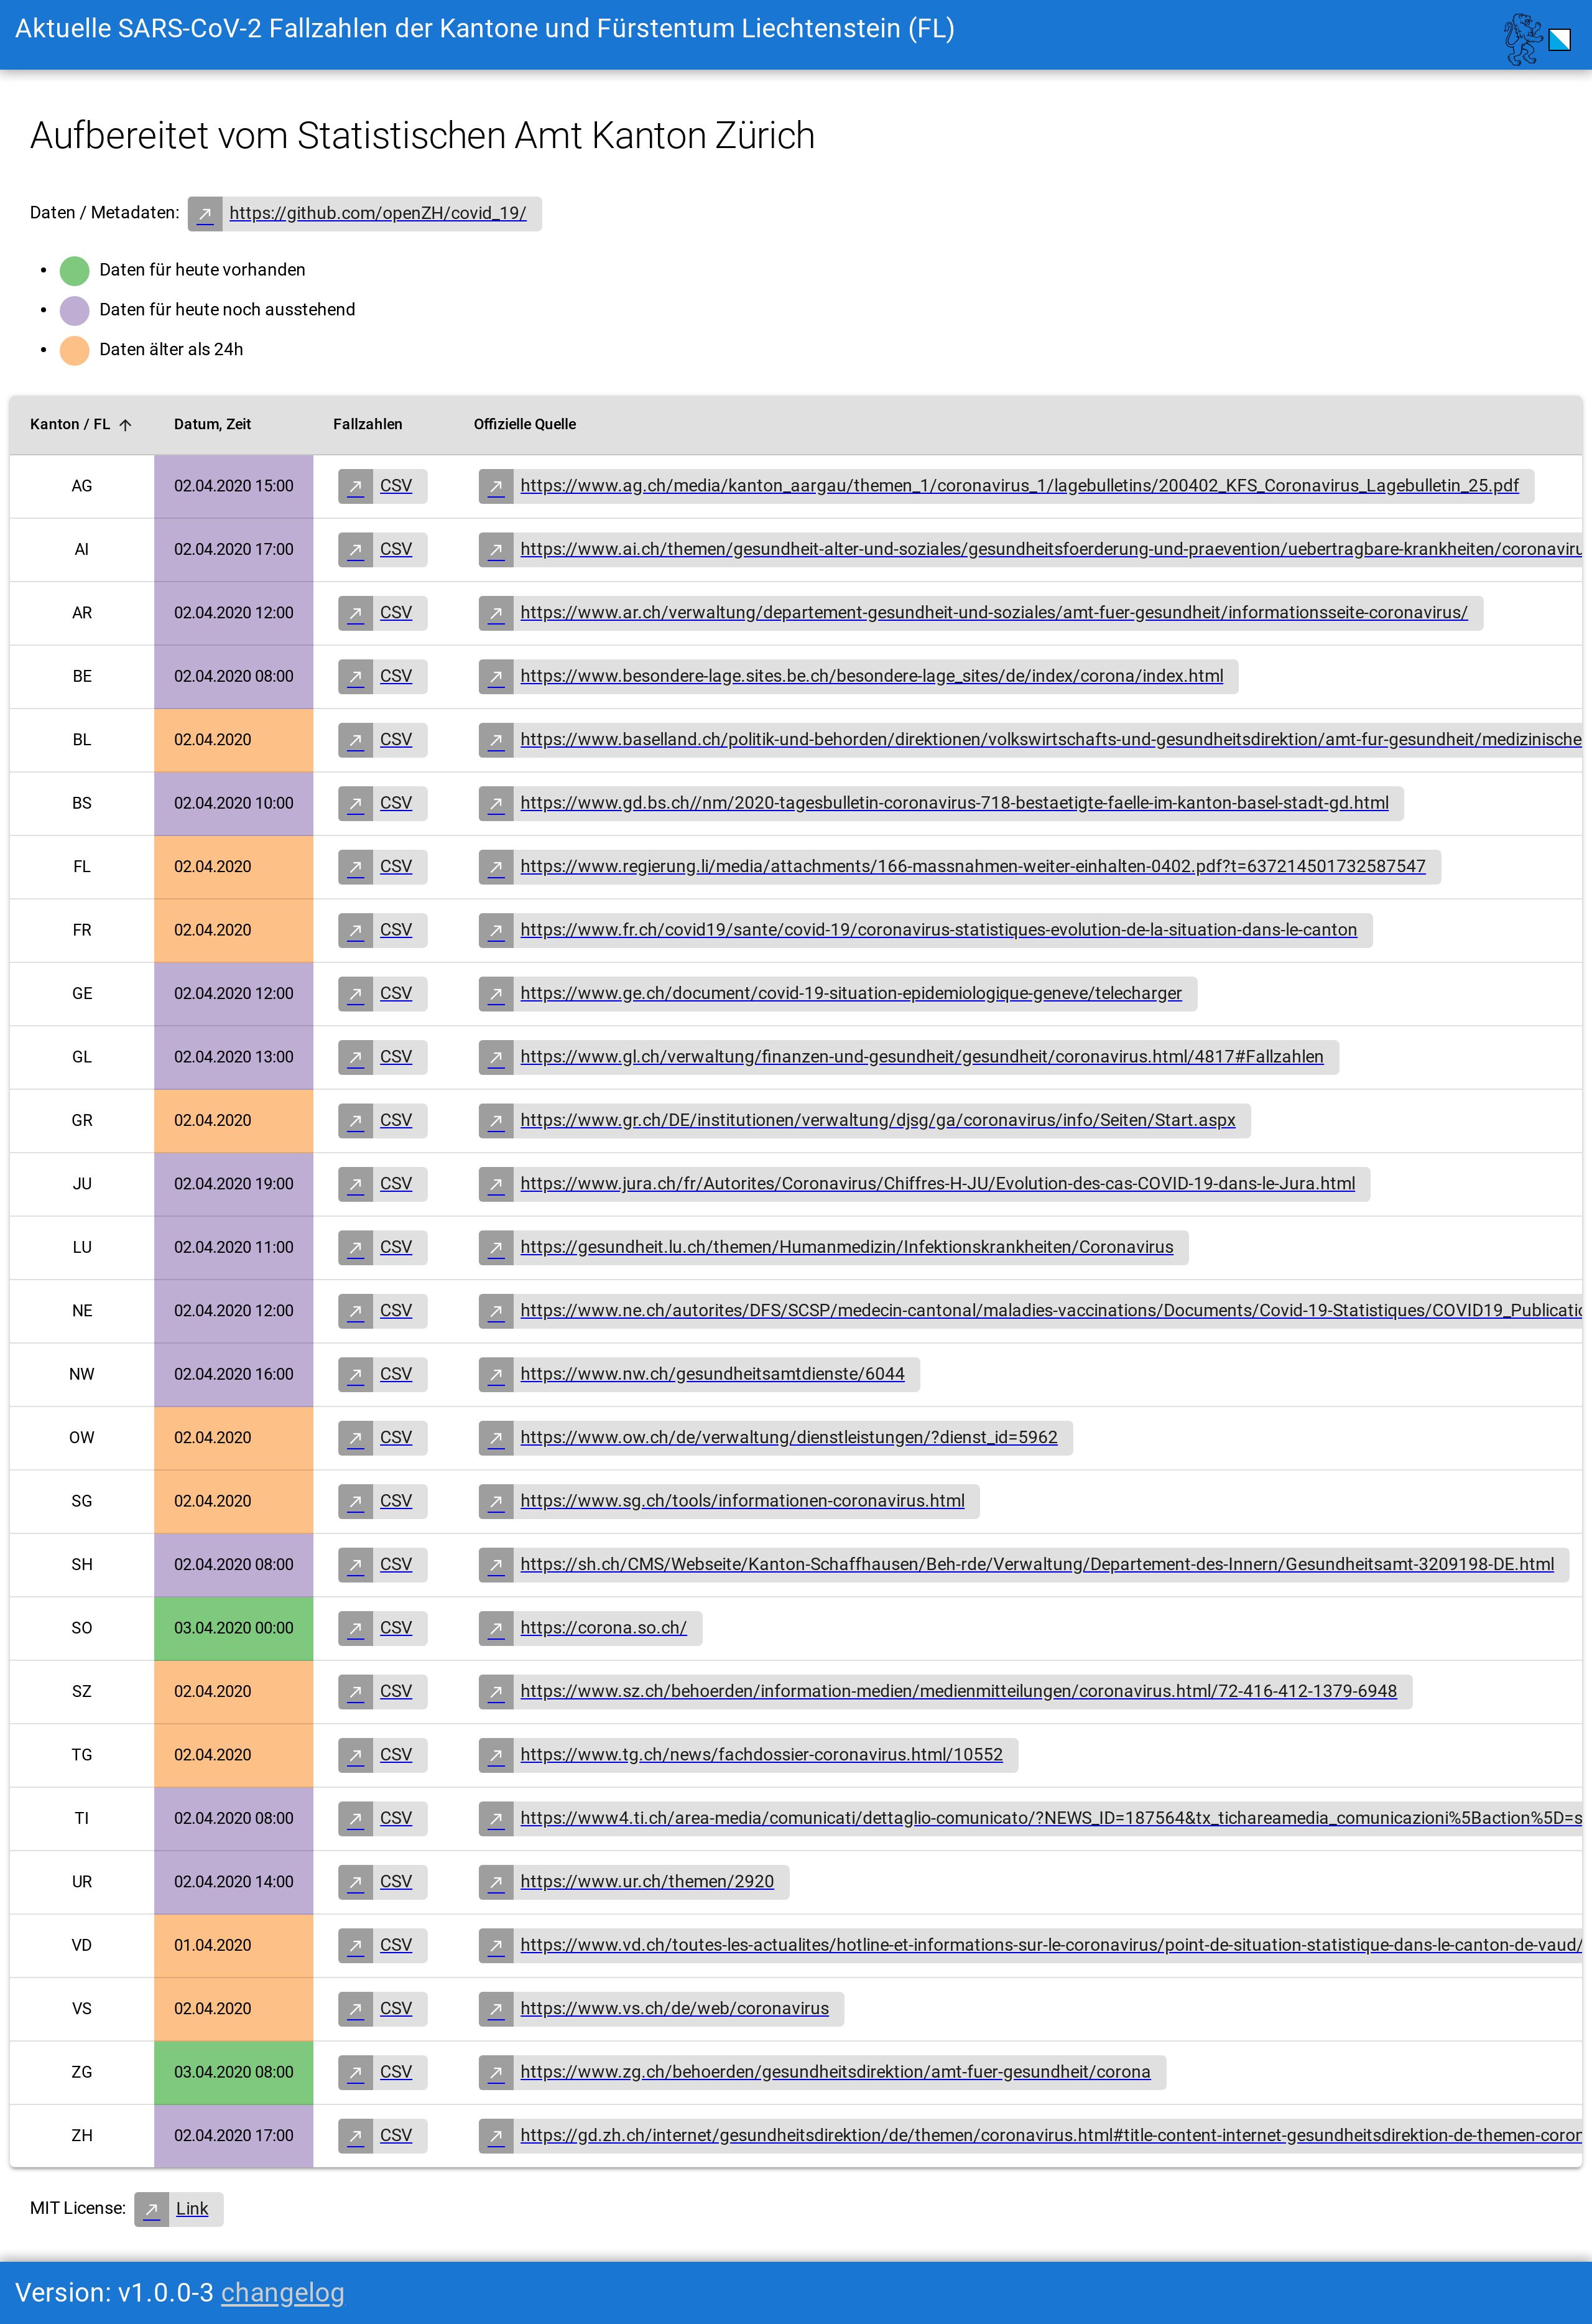 Aktuelle SARS-CoV-2 Fallzahlen der Kantone und Fürstentum Liechtenstein (FL)
Aufbereitet vom Statistischen Amt Kanton Zürich
Daten / Metadaten: https://github.com/openZH/covid_19/
Daten für heute vorhanden
Daten für heute noch ausstehend
Daten älter als 24h
Kanton / FL Datum, Zeit Fallzahlen Offizielle Quelle
AG 02.04.2020 15:00 CSV https://www.ag.ch/media/kanton_aargau/themen_1/coronavirus_1/lagebulletins/200402_KFS_Coronavirus_Lagebulletin_25.pdf
AI 02.04.2020 17:00 CSV https://www.ai.ch/themen/gesundheit-alter-und-soziales/gesundheitsfoerderung-und-praevention/uebertragbare-krankheiten/coronaviru
AR 02.04.2020 12:00 CSV https://www.ar.ch/verwaltung/departement-gesundheit-und-soziales/amt-fuer-gesundheit/informationsseite-coronavirus/
BE 02.04.2020 08:00 CSV https://www.besondere-lage.sites.be.ch/besondere-lage_sites/de/index/corona/index.html
BL 02.04.2020 CSV https://www.baselland.ch/politik-und-behorden/direktionen/volkswirtschafts-und-gesundheitsdirektion/amt-fur-gesundheit/medizinische
BS 02.04.2020 10:00 CSV https://www.gd.bs.ch//nm/2020-tagesbulletin-coronavirus-718-bestaetigte-faelle-im-kanton-basel-stadt-gd.html
FL 02.04.2020 CSV https://www.regierung.li/media/attachments/166-massnahmen-weiter-einhalten-0402.pdf?t=637214501732587547
FR 02.04.2020 CSV https://www.fr.ch/covid19/sante/covid-19/coronavirus-statistiques-evolution-de-la-situation-dans-le-canton
GE 02.04.2020 12:00 CSV https://www.ge.ch/document/covid-19-situation-epidemiologique-geneve/telecharger
GL 02.04.2020 13:00 CSV https://www.gl.ch/verwaltung/finanzen-und-gesundheit/gesundheit/coronavirus.html/4817#Fallzahlen
GR 02.04.2020 CSV https://www.gr.ch/DE/institutionen/verwaltung/djsg/ga/coronavirus/info/Seiten/Start.aspx
JU 02.04.2020 19:00 CSV https://www.jura.ch/fr/Autorites/Coronavirus/Chiffres-H-JU/Evolution-des-cas-COVID-19-dans-le-Jura.html
LU 02.04.2020 11:00 CSV https://gesundheit.lu.ch/themen/Humanmedizin/Infektionskrankheiten/Coronavirus
NE 02.04.2020 12:00 CSV https://www.ne.ch/autorites/DFS/SCSP/medecin-cantonal/maladies-vaccinations/Documents/Covid-19-Statistiques/COVID19_Publicatio
NW 02.04.2020 16:00 CSV https://www.nw.ch/gesundheitsamtdienste/6044
OW 02.04.2020 CSV https://www.ow.ch/de/verwaltung/dienstleistungen/?dienst_id=5962
SG 02.04.2020 CSV https://www.sg.ch/tools/informationen-coronavirus.html
SH 02.04.2020 08:00 CSV https://sh.ch/CMS/Webseite/Kanton-Schaffhausen/Beh-rde/Verwaltung/Departement-des-Innern/Gesundheitsamt-3209198-DE.html
SO 03.04.2020 00:00 CSV https://corona.so.ch/
SZ 02.04.2020 CSV https://www.sz.ch/behoerden/information-medien/medienmitteilungen/coronavirus.html/72-416-412-1379-6948
TG 02.04.2020 CSV https://www.tg.ch/news/fachdossier-coronavirus.html/10552
TI 02.04.2020 08:00 CSV https://www4.ti.ch/area-media/comunicati/dettaglio-comunicato/?NEWS_ID=187564&tx_tichareamedia_comunicazioni%5Baction%5D=s
UR 02.04.2020 14:00 CSV https://www.ur.ch/themen/2920
VD 01.04.2020 CSV https://www.vd.ch/toutes-les-actualites/hotline-et-informations-sur-le-coronavirus/point-de-situation-statistique-dans-le-canton-de-vaud/
VS 02.04.2020 CSV https://www.vs.ch/de/web/coronavirus
ZG 03.04.2020 08:00 CSV https://www.zg.ch/behoerden/gesundheitsdirektion/amt-fuer-gesundheit/corona
ZH 02.04.2020 17:00 CSV https://gd.zh.ch/internet/gesundheitsdirektion/de/themen/coronavirus.html#title-content-internet-gesundheitsdirektion-de-themen-coron
MIT License: Link
Version: v1.0.0-3 changelog